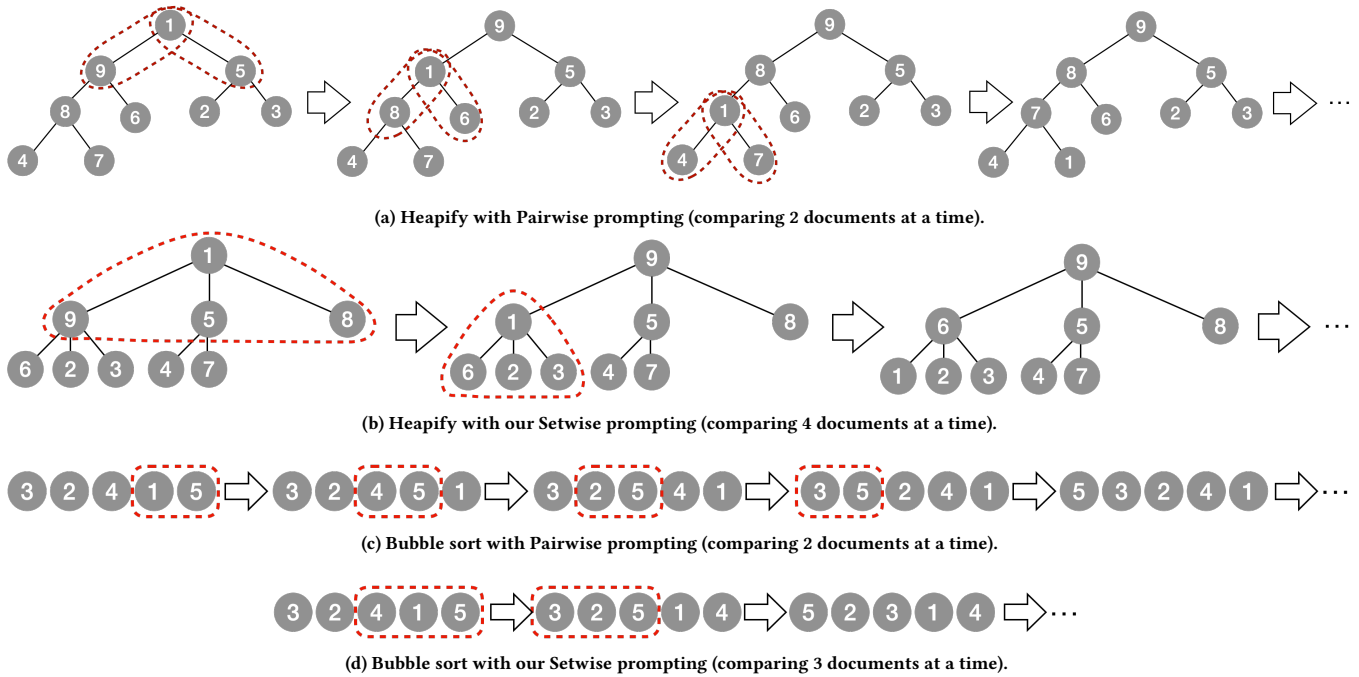 1 9 1 9
9 5 1 5 8 5 7 8 5
8 6 2 3 8 6 2 3 1 6 2 3 7 6 2 3 ...
4 7 4 7 4 7 4 1
(a) Heapify with Pairwise prompting (comparing 2 documents at a time).
1 9 9
9 5 8 1 5 8 6 5 8 ...
6 2 3 4 7 6 2 3 4 7 1 2 3 4 7
(b) Heapify with our Setwise prompting (comparing 4 documents at a time).
3 2 4 1 5 3 2 4 5 1 3 2 5 4 1 3 5 2 4 1 5 3 2 4 1 ...
(c) Bubble sort with Pairwise prompting (comparing 2 documents at a time).
3 2 4 1 5 3 2 5 1 4 5 2 3 1 4 ...
(d) Bubble sort with our Setwise prompting (comparing 3 documents at a time).